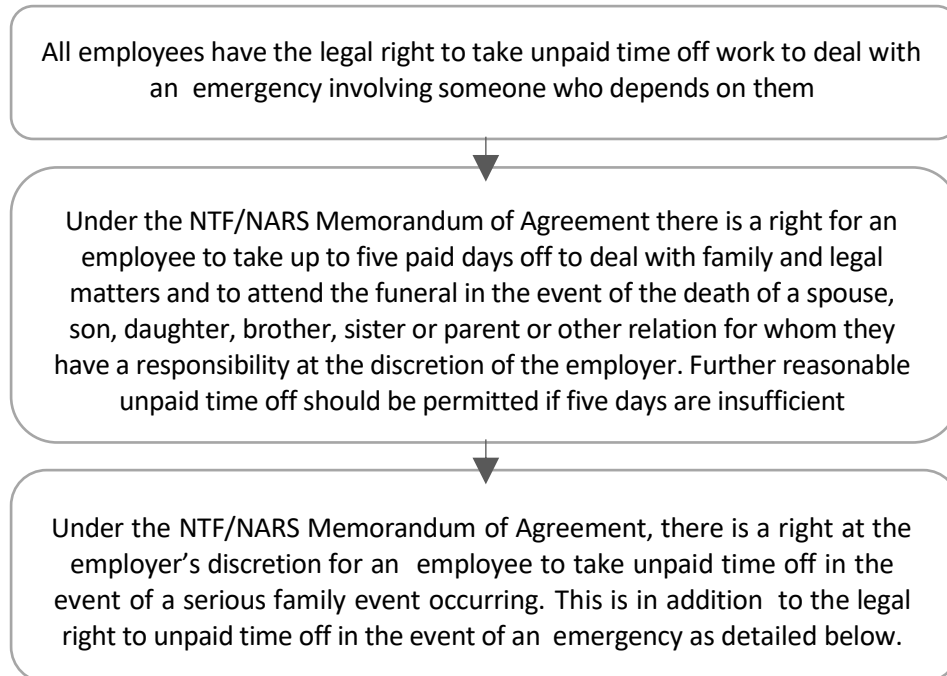 All employees have the legal right to take unpaid time off work to deal with
an emergency involving someone who depends on them
Under the NTF/NARS Memorandum of Agreement there is a right for an
employee to take up to five paid days off to deal with family and legal
matters and to attend the funeral in the event of the death of a spouse,
son, daughter, brother, sister or parent or other relation for whom they
have a responsibility at the discretion of the employer. Further reasonable
unpaid time off should be permitted if five days are insufficient
Under the NTF/NARS Memorandum of Agreement, there is a right at the
employer’s discretion for an employee to take unpaid time off in the
event of a serious family event occurring. This is in addition to the legal
right to unpaid time off in the event of an emergency as detailed below.